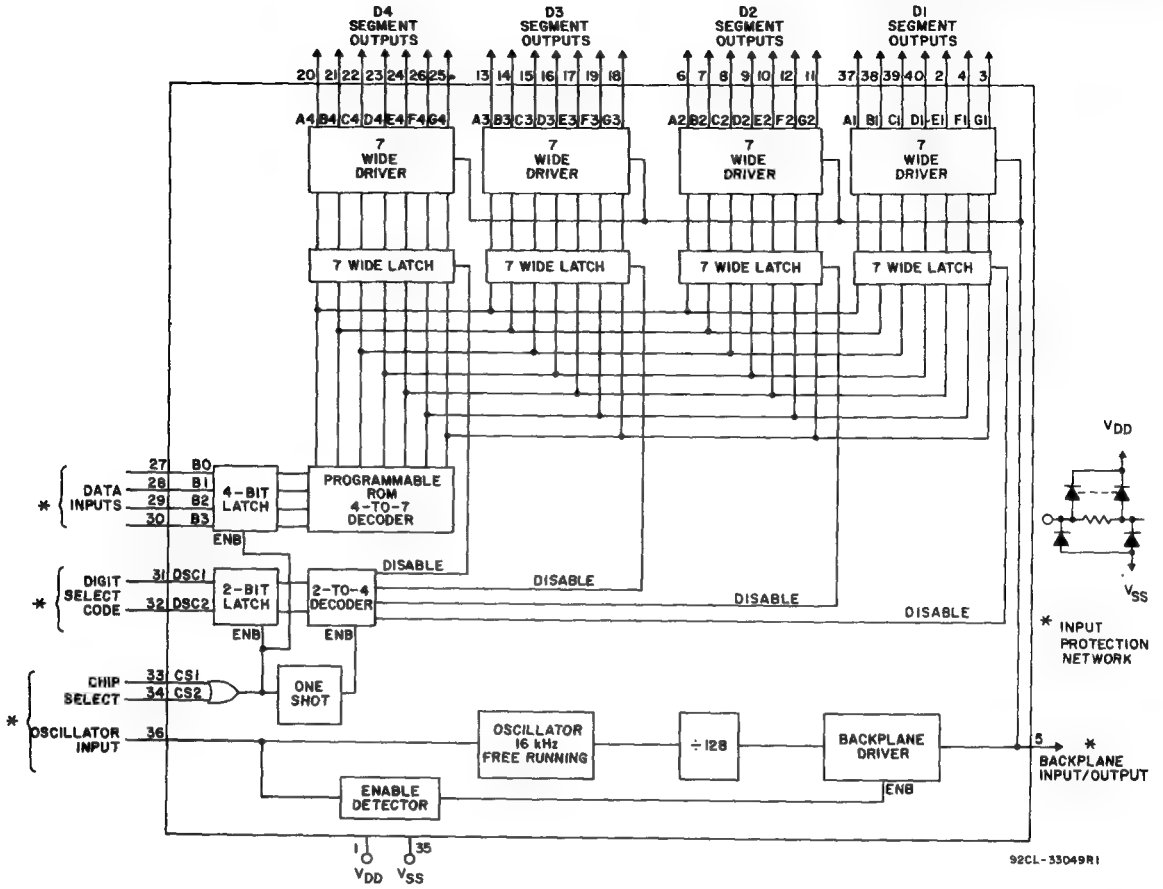 D4
SEGMENT
OUTPUTS
D3
SEGMENT
OUTPUTS
D2
SEGMENT
OUTPUTS
D1
SEGMENT
OUTPUTS
20 21 22 23 24 26 25
13 14 15 16 17 19 18
6 7 8 9 10 12 11
37 38 39 40 2 4 3
A4 B4 C4 D4 E4 F4 G4
A3 B3 C3 D3 E3 F3 G3
A2 B2 C2 D2 E2 F2 G2
A1 B1 C1 D1 E1 F1 G1
7
WIDE
DRIVER
7
WIDE
DRIVER
7
WIDE
DRIVER
7
WIDE
DRIVER
7 WIDE LATCH
7 WIDE LATCH
7 WIDE LATCH
7 WIDE LATCH
* DATA
INPUTS
27 B0
28 B1
29 B2
30 B3
4-BIT
LATCH
ENB
PROGRAMMABLE
ROM
4-TO-7
DECODER
* DIGIT
SELECT
CODE
31 DSC1
32 DSC2
2-BIT
LATCH
ENB
2-TO-4
DECODER
ENB
DISABLE
DISABLE
DISABLE
DISABLE
VDD
VSS
* INPUT
PROTECTION
NETWORK
* CHIP
SELECT
33 CS1
34 CS2
ONE
SHOT
OSCILLATOR
INPUT
36
OSCILLATOR
16 kHz
FREE RUNNING
÷128
BACKPLANE
DRIVER
ENB
5 *
BACKPLANE
INPUT/OUTPUT
ENABLE
DETECTOR
1
VDD
35
VSS
92CL-33049R1